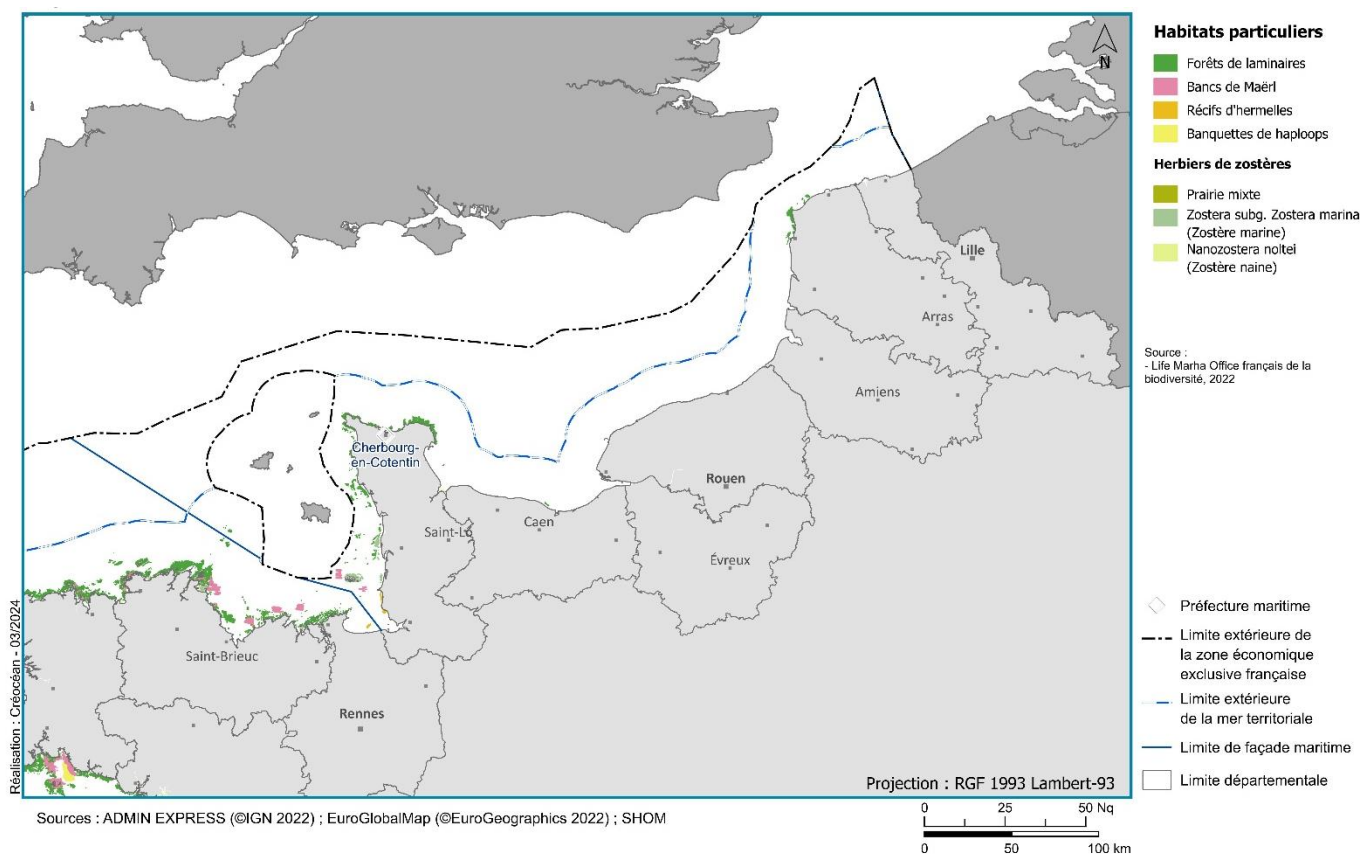 N
Lille
Arras
Amiens
Cherbourg-
en-Cotentin
Rouen
Saint-Lô
Caen
Évreux
Saint-Brieuc
Rennes
Projection : RGF 1993 Lambert-93
Réalisation : Créocéan - 03/2024
Sources : ADMIN EXPRESS (©IGN 2022) ; EuroGlobalMap (©EuroGeographics 2022) ; SHOM
Habitats particuliers
Forêts de laminaires
Bancs de Maërl
Récifs d'hermelles
Banquettes de haploops
Herbiers de zostères
Prairie mixte
Zostera subg. Zostera marina
(Zostère marine)
Nanozostera noltei
(Zostère naine)
Source :
- Life Marha Office français de la
biodiversité, 2022
Préfecture maritime
Limite extérieure de
la zone économique
exclusive française
Limite extérieure
de la mer territoriale
Limite de façade maritime
Limite départementale
0 25 50 Nq
0 50 100 km